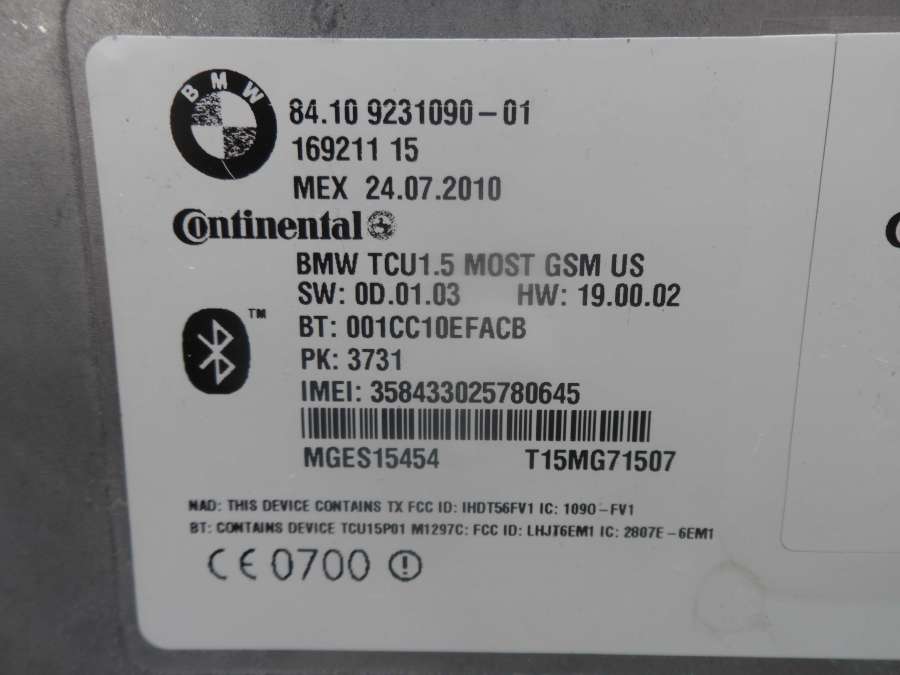 BMW
84.10 9231090-01
169211 15
MEX 24.07.2010
Continental
BMW TCU1.5 MOST GSM US
SW: 0D.01.03 HW: 19.00.02
TM
BT: 001CC10EFACB
PK: 3731
IMEI: 358433025780645
MGES15454 T15MG71507
NAD: THIS DEVICE CONTAINS TX FCC ID: IHDT56FV1 IC: 1090-FV1
BT: CONTAINS DEVICE TCU15P01 M1297C: FCC ID: LHJT6EM1 IC: 2807E-6EM1
CE 0700